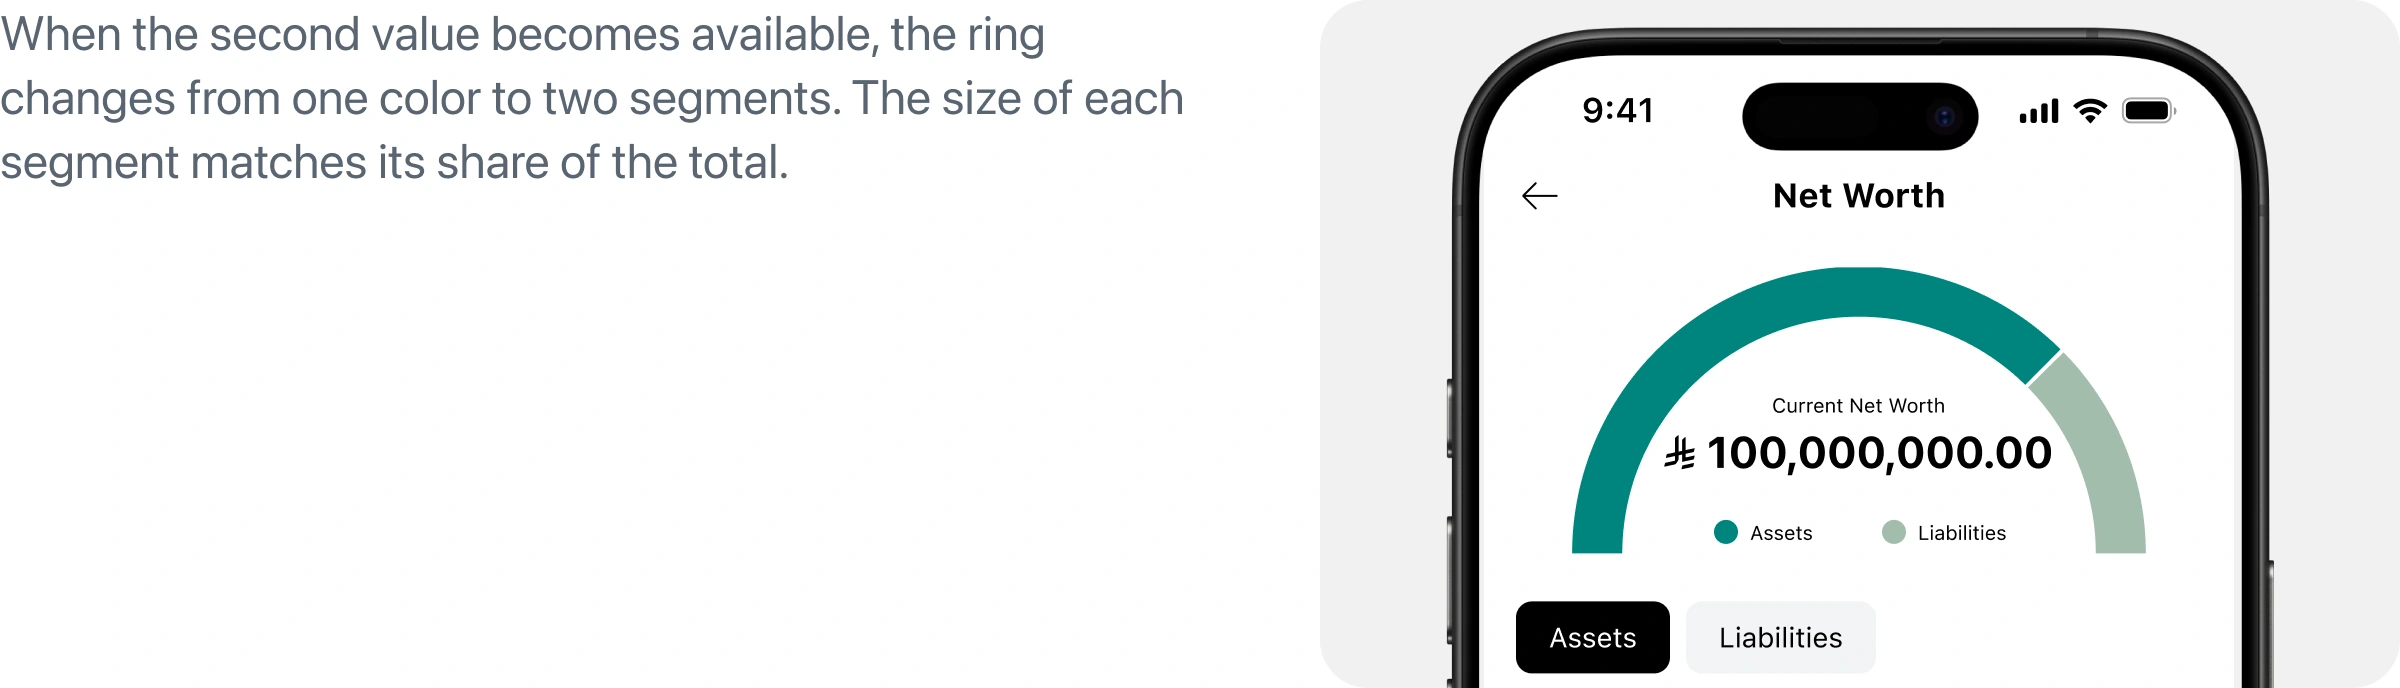 When the second value becomes available, the ring
changes from one color to two segments. The size of each
segment matches its share of the total.
9:41
Net Worth
Current Net Worth
⃁ 100,000,000.00
Assets
Liabilities
Assets
Liabilities